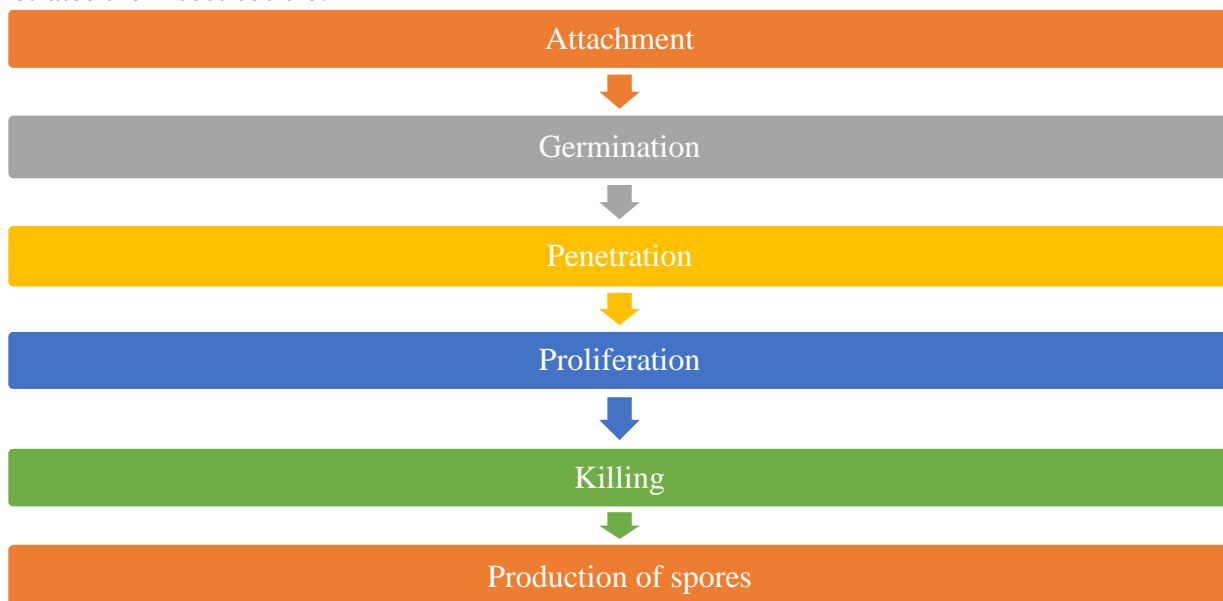 Attachment
Germination
Penetration
Proliferation
Killing
Production of spores